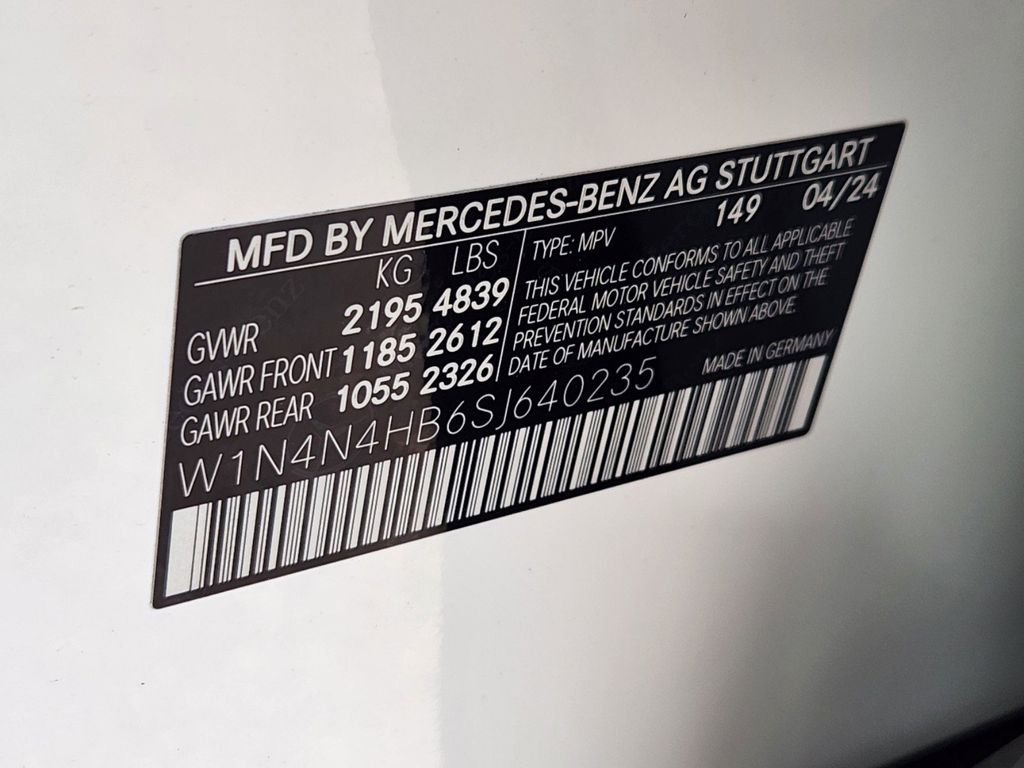 MFD BY MERCEDES-BENZ AG STUTTGART
KG LBS
149 04/24
GVWR 2195 4839
GAWR FRONT 1185 2612
GAWR REAR 1055 2326
TYPE: MPV
THIS VEHICLE CONFORMS TO ALL APPLICABLE
FEDERAL MOTOR VEHICLE SAFETY AND THEFT
PREVENTION STANDARDS IN EFFECT ON THE
DATE OF MANUFACTURE SHOWN ABOVE.
W1N4N4HB6SJ640235
MADE IN GERMANY